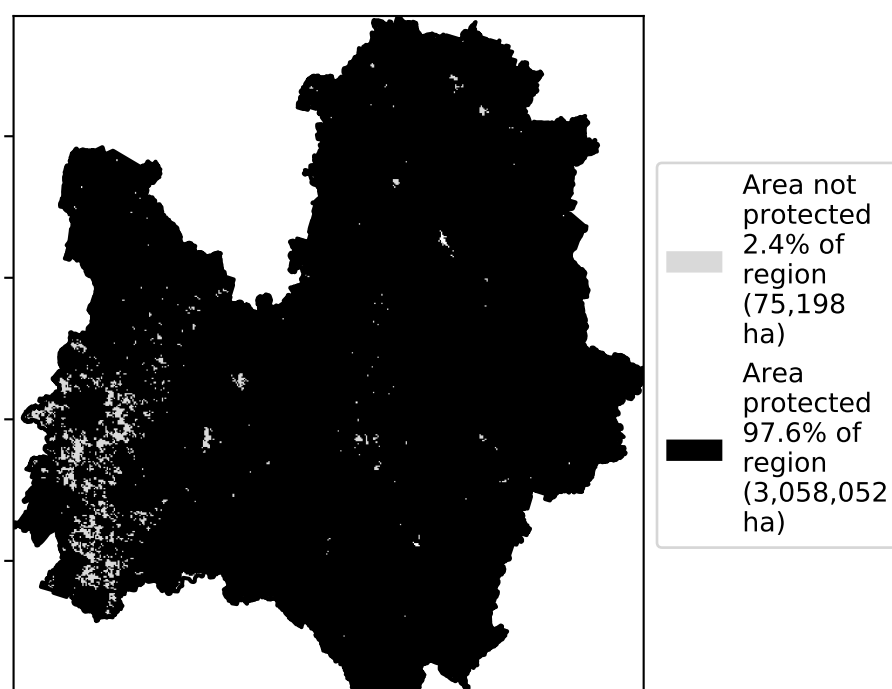 Area not
protected
2.4% of
region
(75,198
ha)
Area
protected
97.6% of
region
(3,058,052
ha)